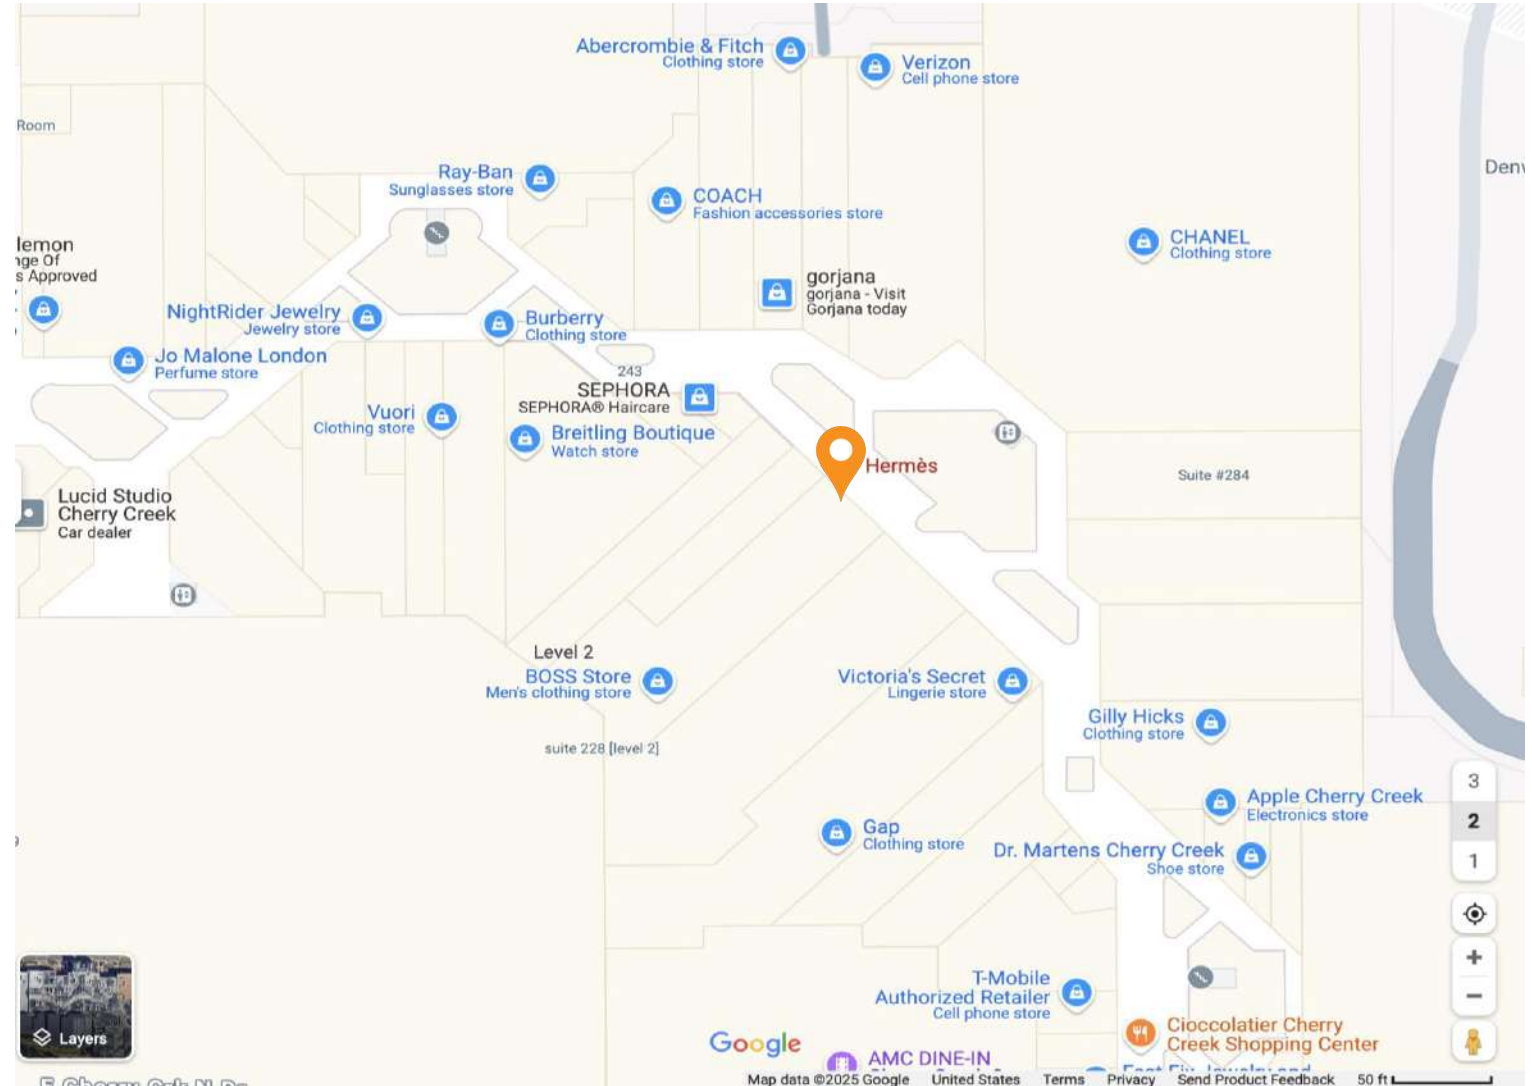 Abercrombie & Fitch
Clothing store
Verizon
Cell phone store
Room
Ray-Ban
Sunglasses store
COACH
Fashion accessories store
lemon
nge Of
s Approved
CHANEL
Clothing store
gorjana
gorjana - Visit
Gorjana today
NightRider Jewelry
Jewelry store
Burberry
Clothing store
Jo Malone London
Perfume store
243
SEPHORA
SEPHORA® Haircare
Vuori
Clothing store
Breitling Boutique
Watch store
Hermès
Suite #284
Lucid Studio
Cherry Creek
Car dealer
Level 2
BOSS Store
Men's clothing store
Victoria's Secret
Lingerie store
Gilly Hicks
Clothing store
suite 228 [level 2]
3
2
1
Apple Cherry Creek
Electronics store
Gap
Clothing store
Dr. Martens Cherry Creek
Shoe store
T-Mobile
Authorized Retailer
Cell phone store
Cioccolatier Cherry
Creek Shopping Center
Layers
Google
AMC DINE-IN
Map data ©2025 Google United States Terms Privacy Send Product Feedback 50 ft